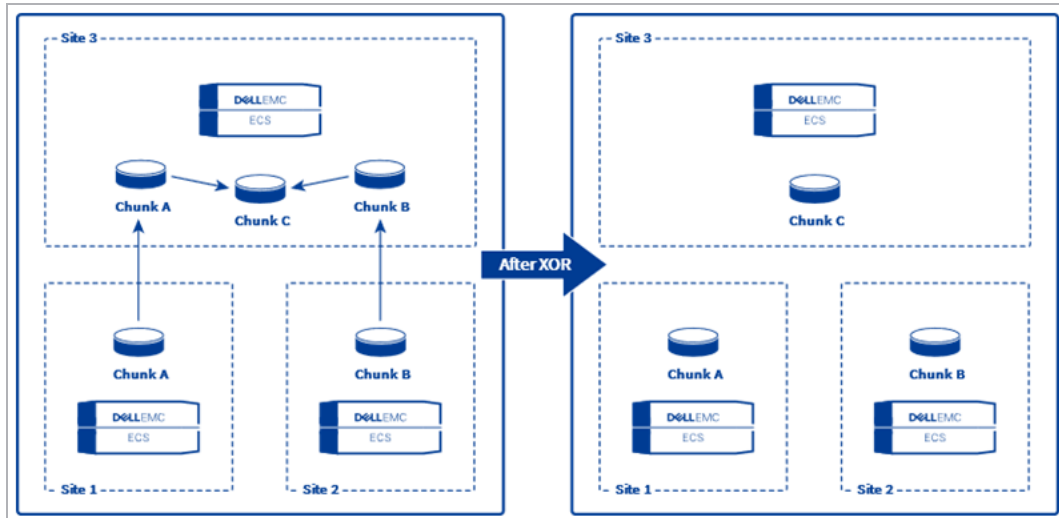 Site 3
DELLEMC
ECS
Chunk A
Chunk C
Chunk B
Chunk A
Chunk B
DELLEMC
ECS
DELLEMC
ECS
Site 1
Site 2
After XOR
Site 3
DELLEMC
ECS
Chunk C
Chunk A
Chunk B
DELLEMC
ECS
DELLEMC
ECS
Site 1
Site 2